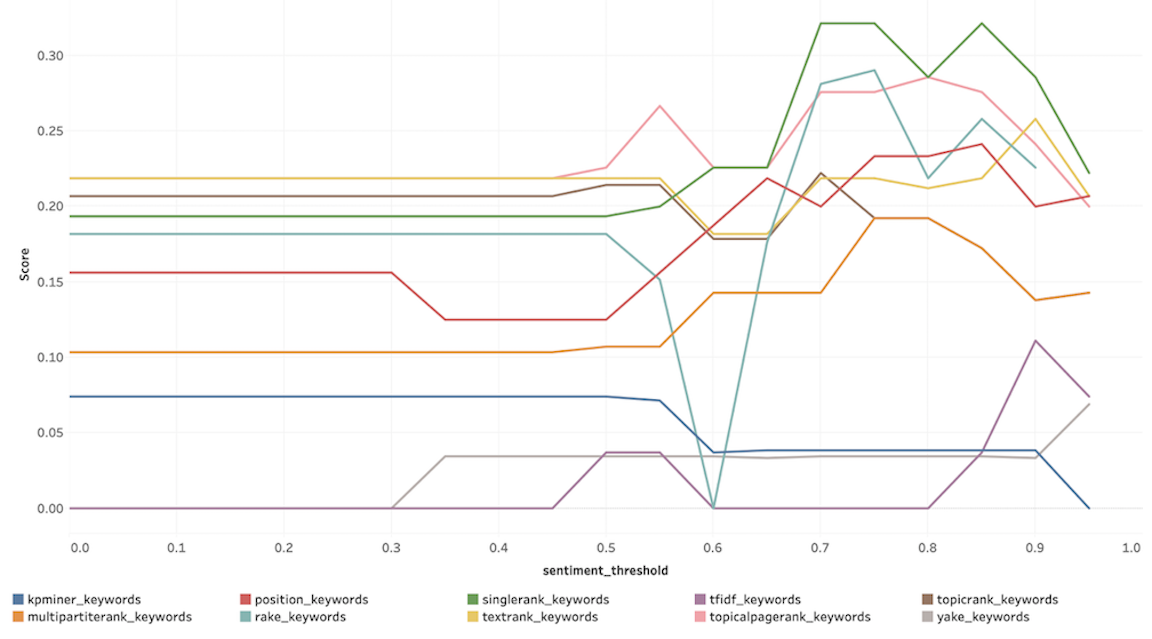 0.30
0.25
0.20
Score
0.15
0.10
0.05
0.00
0.0 0.1 0.2 0.3 0.4 0.5 0.6 0.7 0.8 0.9 1.0
sentiment_threshold
kpminer_keywords position_keywords singlerank_keywords tfidf_keywords topicrank_keywords
multipartiterank_keywords rake_keywords textrank_keywords topicalpagerank_keywords yake_keywords